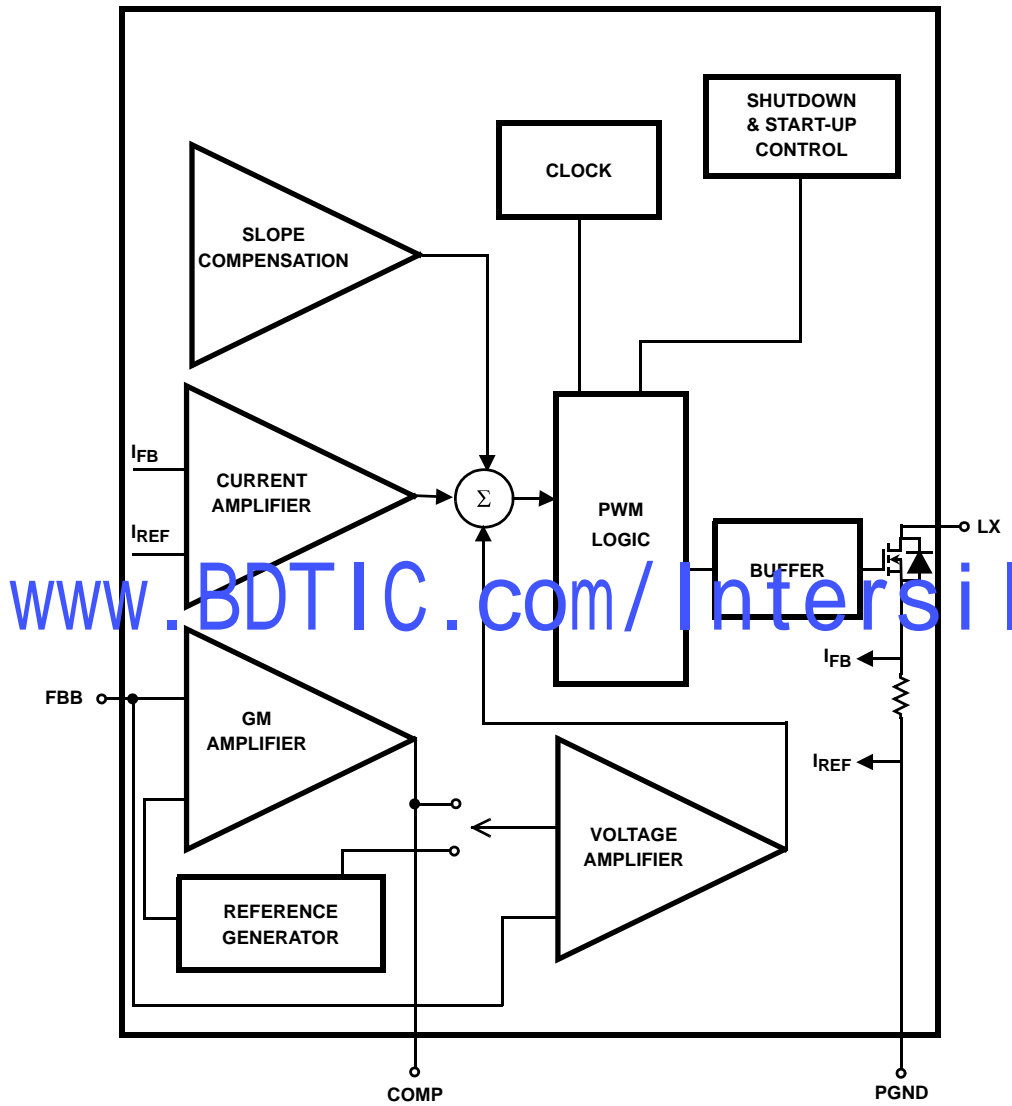 SHUTDOWN
& START-UP
CONTROL
CLOCK
SLOPE
COMPENSATION
IFB
CURRENT
AMPLIFIER
IREF
Σ
PWM
LOGIC
BUFFER
LX
www.BDTIC.com/Intersil
FBB
GM
AMPLIFIER
IFB
IREF
VOLTAGE
AMPLIFIER
REFERENCE
GENERATOR
COMP
PGND